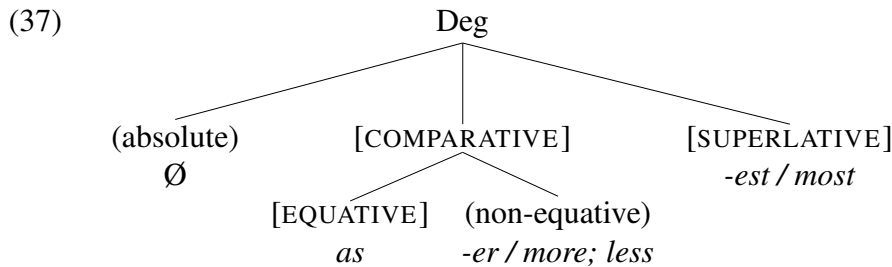 (37) Deg
(absolute) [COMPARATIVE] [SUPERLATIVE]
Ø -est / most
[EQUATIVE] (non-equative)
as -er / more; less